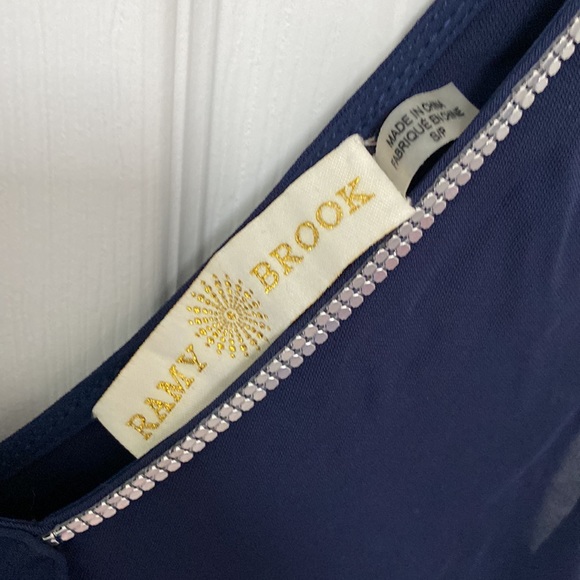 RAMY BROOK
MADE IN CHINA
FABRIQUÉ EN CHINE
S/P